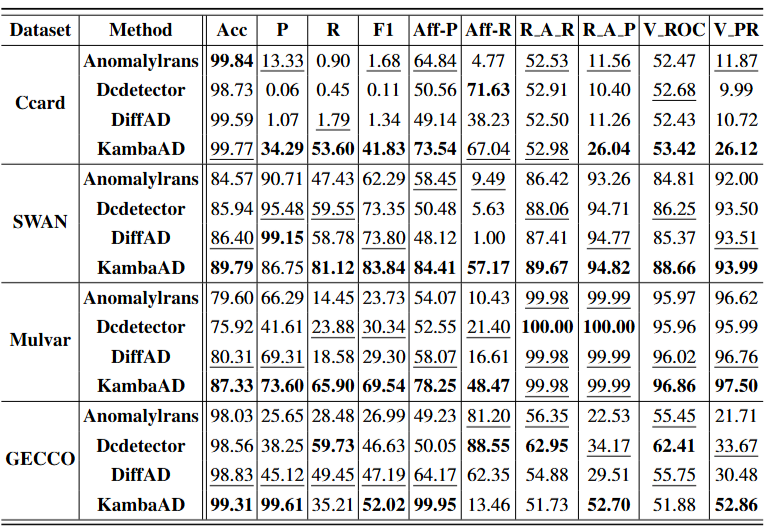 Dataset Method Acc P R F1 Aff-P Aff-R R_A_R R_A_P V_ROC V_PR
Ccard
Anomalylrans 99.84 13.33 0.90 1.68 64.84 4.77 52.53 11.56 52.47 11.87
Dcdetector 98.73 0.06 0.45 0.11 50.56 71.63 52.91 10.40 52.68 9.99
DiffAD 99.59 1.07 1.79 1.34 49.14 38.23 52.50 11.26 52.43 10.72
KambaAD 99.77 34.29 53.60 41.83 73.54 67.04 52.98 26.04 53.42 26.12
SWAN
Anomalylrans 84.57 90.71 47.43 62.29 58.45 9.49 86.42 93.26 84.81 92.00
Dcdetector 85.94 95.48 59.55 73.35 50.48 5.63 88.06 94.71 86.25 93.50
DiffAD 86.40 99.15 58.78 73.80 48.12 1.00 87.41 94.77 85.37 93.51
KambaAD 89.79 86.75 81.12 83.84 84.41 57.17 89.67 94.82 88.66 93.99
Mulvar
Anomalylrans 79.60 66.29 14.45 23.73 54.07 10.43 99.98 99.99 95.97 96.62
Dcdetector 75.92 41.61 23.88 30.34 52.55 21.40 100.00 100.00 95.96 95.99
DiffAD 80.31 69.31 18.58 29.30 58.07 16.61 99.98 99.99 96.02 96.76
KambaAD 87.33 73.60 65.90 69.54 78.25 48.47 99.98 99.99 96.86 97.50
GECCO
Anomalylrans 98.03 25.65 28.48 26.99 49.23 81.20 56.35 22.53 55.45 21.71
Dcdetector 98.56 38.25 59.73 46.63 50.05 88.55 62.95 34.17 62.41 33.67
DiffAD 98.83 45.12 49.45 47.19 64.17 62.35 54.88 29.51 55.75 30.48
KambaAD 99.31 99.61 35.21 52.02 99.95 13.46 51.73 52.70 51.88 52.86